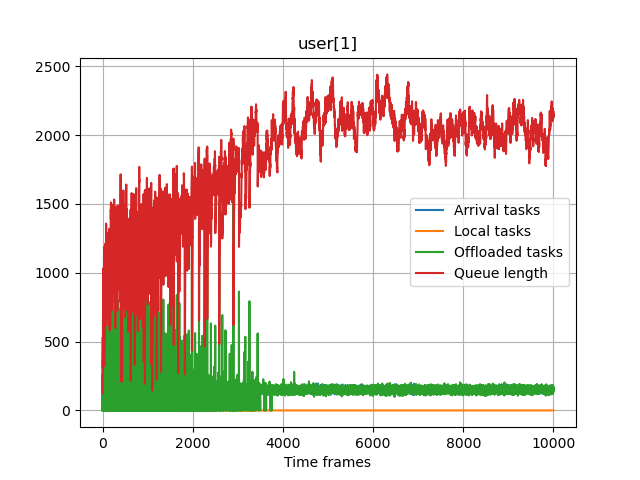 user[1]
2500
2000
1500
1000
500
0
Arrival tasks
Local tasks
Offloaded tasks
Queue length
0 2000 4000 6000 8000 10000
Time frames